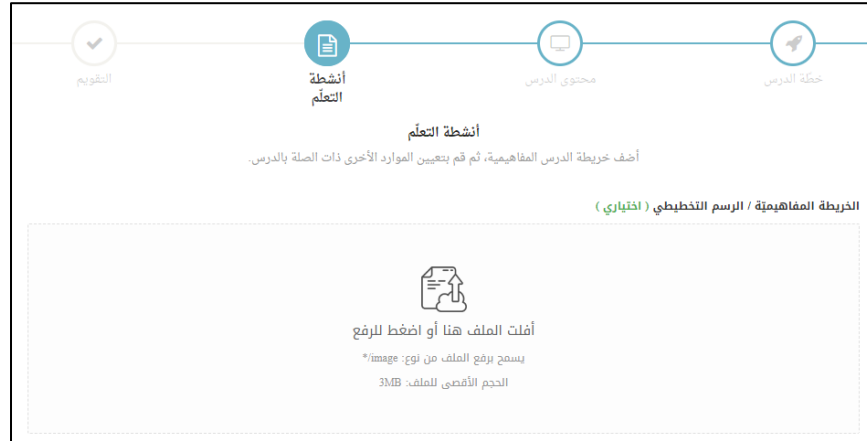 خطّة الدرس
محتوى الدرس
أنشطة
التعلّم
التقويم
أنشطة التعلّم
أضف خريطة الدرس المفاهيمية، ثم قم بتعيين الموارد الأخرى ذات الصلة بالدرس.
الخريطة المفاهيميّة / الرسم التخطيطي ( اختياري )
أفلت الملف هنا أو اضغط للرفع
يسمح برفع الملف من نوع: image/*
الحجم الأقصى للملف: 3MB